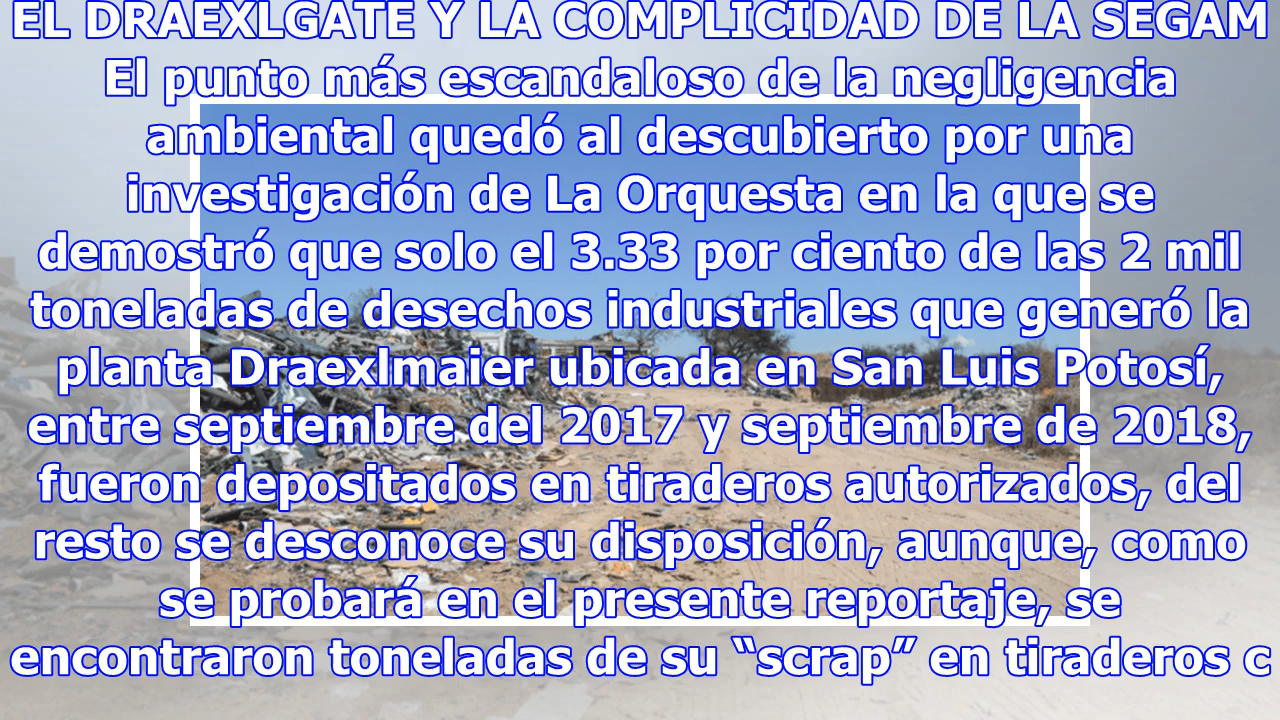 EL DRAEXLGATE Y LA COMPLICIDAD DE LA SEGAM
El punto más escandaloso de la negligencia
ambiental quedó al descubierto por una
investigación de La Orquesta en la que se
demostró que solo el 3.33 por ciento de las 2 mil
toneladas de desechos industriales que generó la
planta Draexlmaier ubicada en San Luis Potosí,
entre septiembre del 2017 y septiembre de 2018,
fueron depositados en tiraderos autorizados, del
resto se desconoce su disposición, aunque, como
se probará en el presente reportaje, se
encontraron toneladas de su “scrap” en tiraderos c